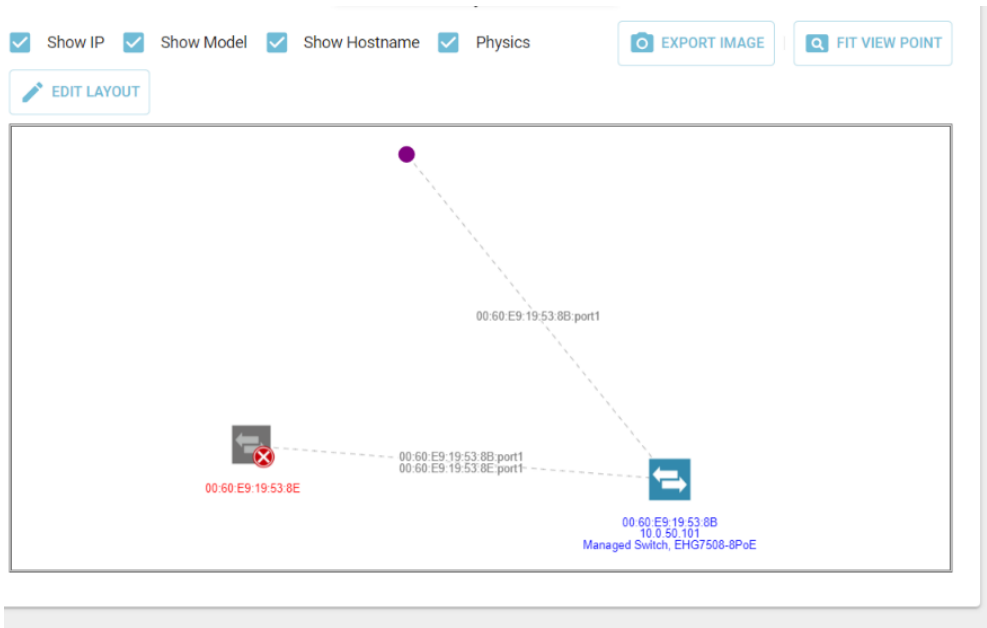 Show IP
Show Model
Show Hostname
Physics
EXPORT IMAGE
FIT VIEW POINT
EDIT LAYOUT
00:60:E9:19:53:8B:port1
00:60:E9:19:53:8B:port1
00:60:E9:19:53:8E:port1
00:60:E9:19:53:8E
00:60:E9:19:53:8B
10.0.50.101
Managed Switch, EHG7508-8PoE